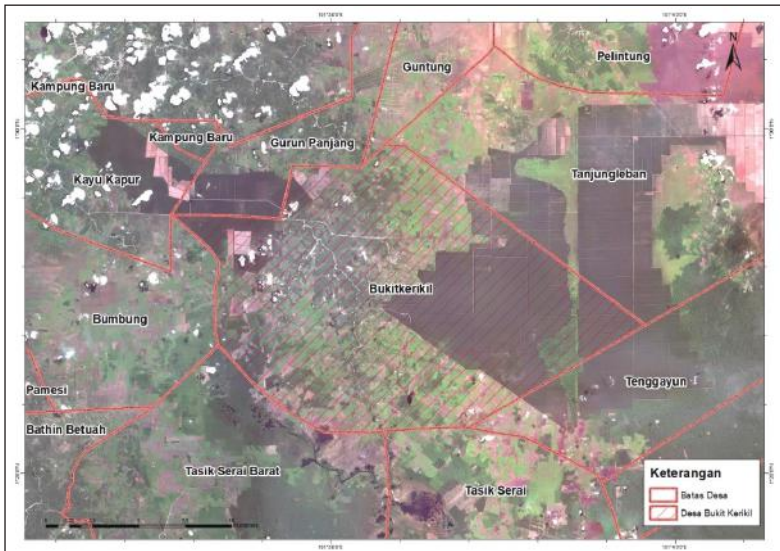 N
Pelintung
Guntung
Kampung Baru
Kampung Baru
Gurun Panjang
Kayu Kapur
Tanjungleban
Bukitkerikil
Bumbung
Tenggayun
Pamesi
Bathin Betuah
Tasik Serai Barat
Tasik Serai
Keterangan
Batas Desa
Desa Bukit Kerikil